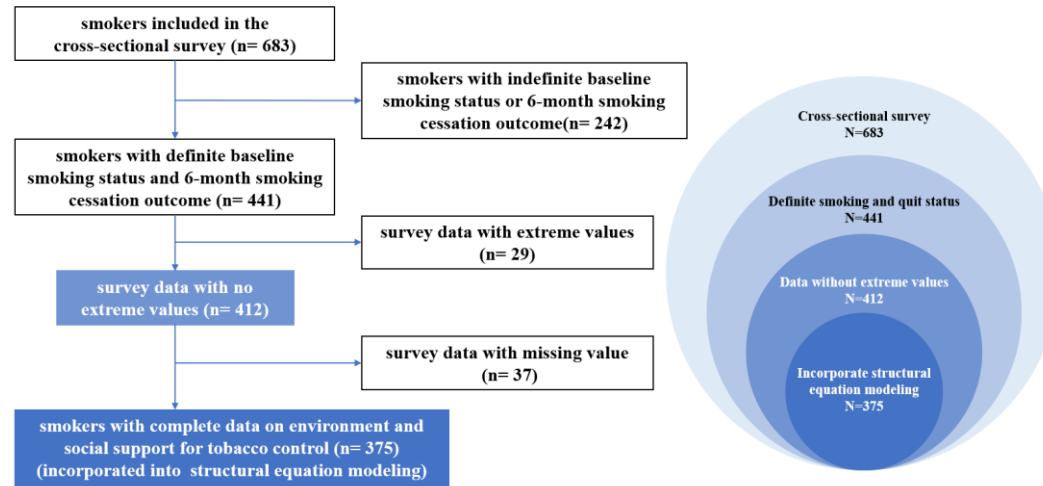 smokers included in the
cross-sectional survey (n= 683)
smokers with indefinite baseline
smoking status or 6-month smoking
cessation outcome(n= 242)
smokers with definite baseline
smoking status and 6-month smoking
outcome (n= 441)
survey data with extreme values
(n= 29)
survey data with no
extreme values (n= 412)
survey data with missing value
(n= 37)
smokers with complete data on environment and
social support for tobacco control (n= 375)
(incorporated into structural equation modeling)
Cross-sectional survey
N=683
Definite smoking and quit status
N=441
Data without extreme values
N=412
Incorporate structural
equation modeling
N=375